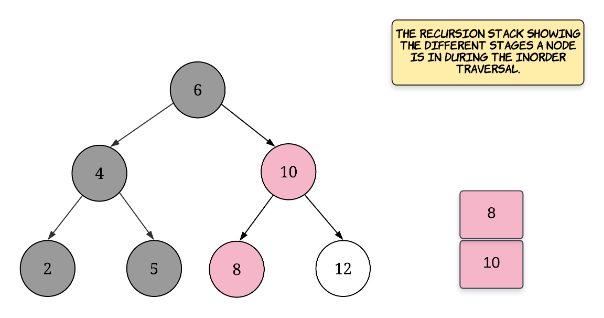 THE RECURSION STACK SHOWING
THE DIFFERENT STAGES A NODE
IS IN DURING THE INORDER
TRAVERSAL.
6
4
10
2
5
8
12
8
10